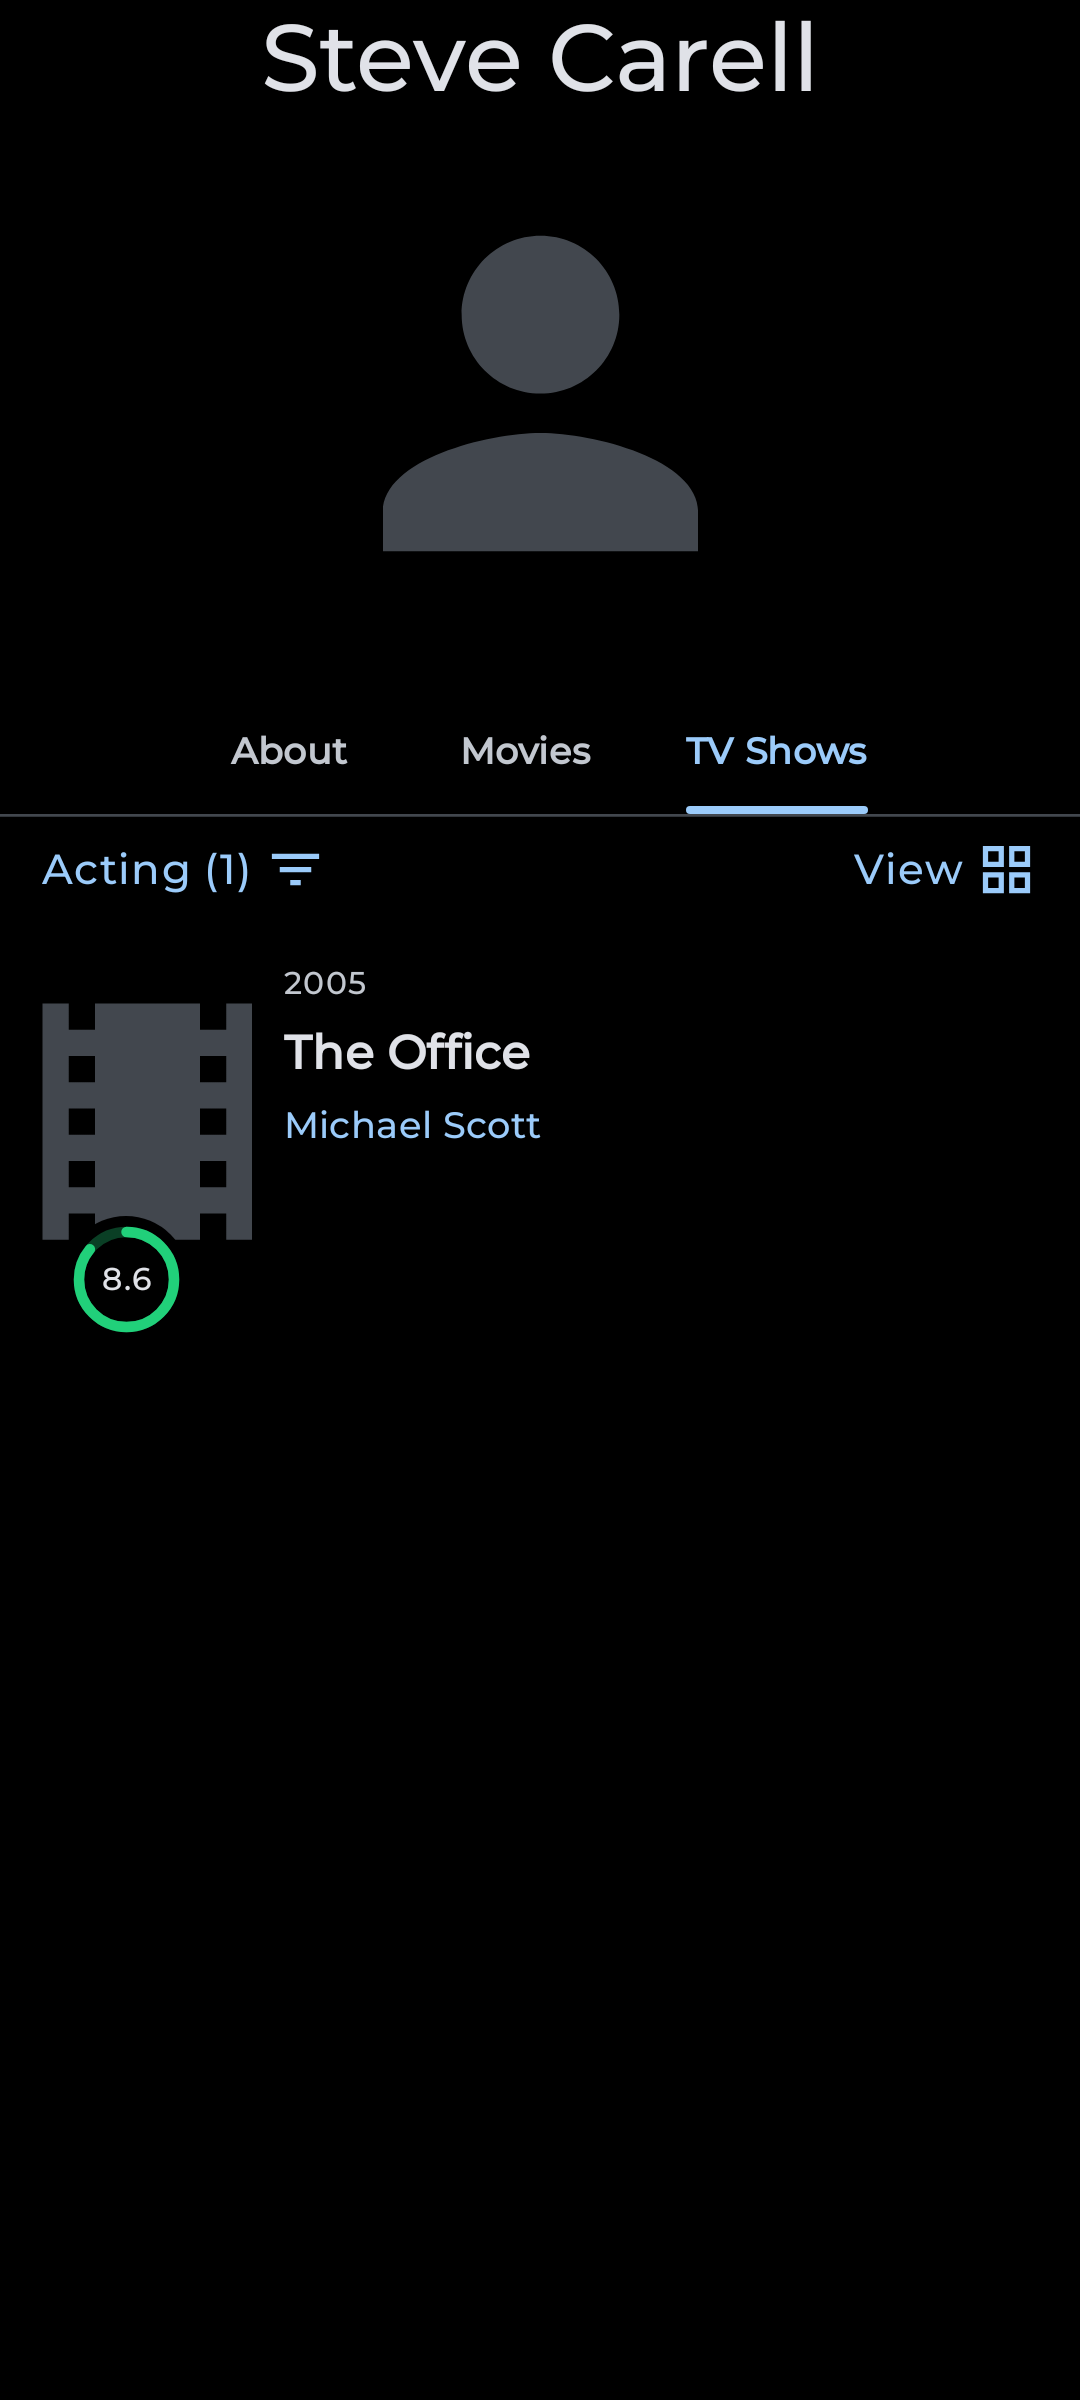 Steve Carell
About Movies TV Shows
Acting (1) View
2005
The Office
Michael Scott
8.6